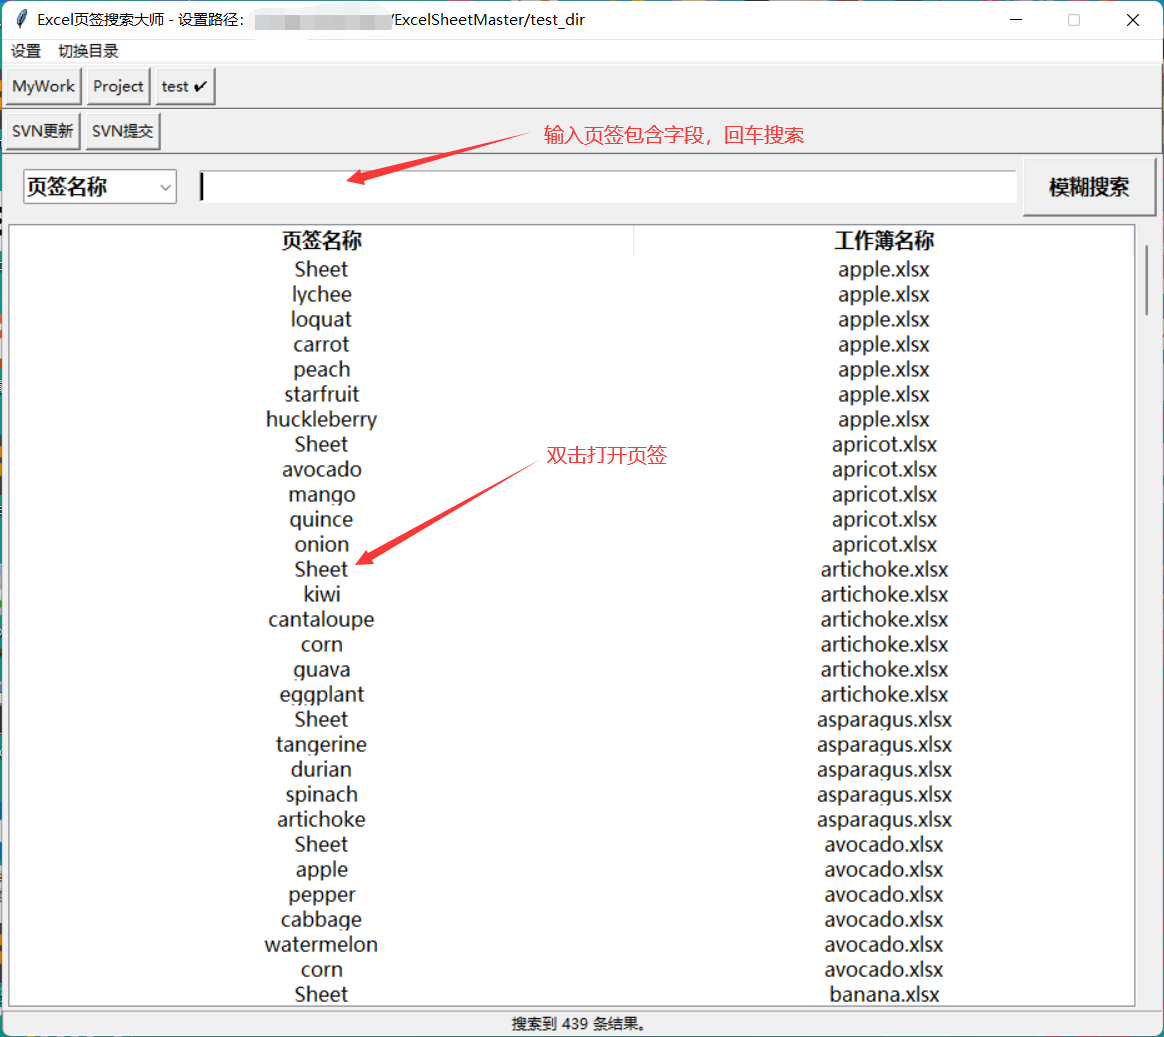 Excel页签搜索大师 - 设置路径: /ExcelSheetMaster/test_dir
设置 切换目录
MyWork Project test ✔
SVN更新 SVN提交
输入页签包含字段，回车搜索
页签名称 模糊搜索
页签名称 工作簿名称
Sheet apple.xlsx
lychee apple.xlsx
loquat apple.xlsx
carrot apple.xlsx
peach apple.xlsx
starfruit apple.xlsx
huckleberry apple.xlsx
Sheet apricot.xlsx
双击打开页签
avocado apricot.xlsx
mango apricot.xlsx
quince apricot.xlsx
onion apricot.xlsx
Sheet artichoke.xlsx
kiwi artichoke.xlsx
cantaloupe artichoke.xlsx
corn artichoke.xlsx
guava artichoke.xlsx
eggplant artichoke.xlsx
Sheet asparagus.xlsx
tangerine asparagus.xlsx
durian asparagus.xlsx
spinach asparagus.xlsx
artichoke asparagus.xlsx
Sheet avocado.xlsx
apple avocado.xlsx
pepper avocado.xlsx
cabbage avocado.xlsx
watermelon avocado.xlsx
corn avocado.xlsx
Sheet banana.xlsx
搜索到 439 条结果。